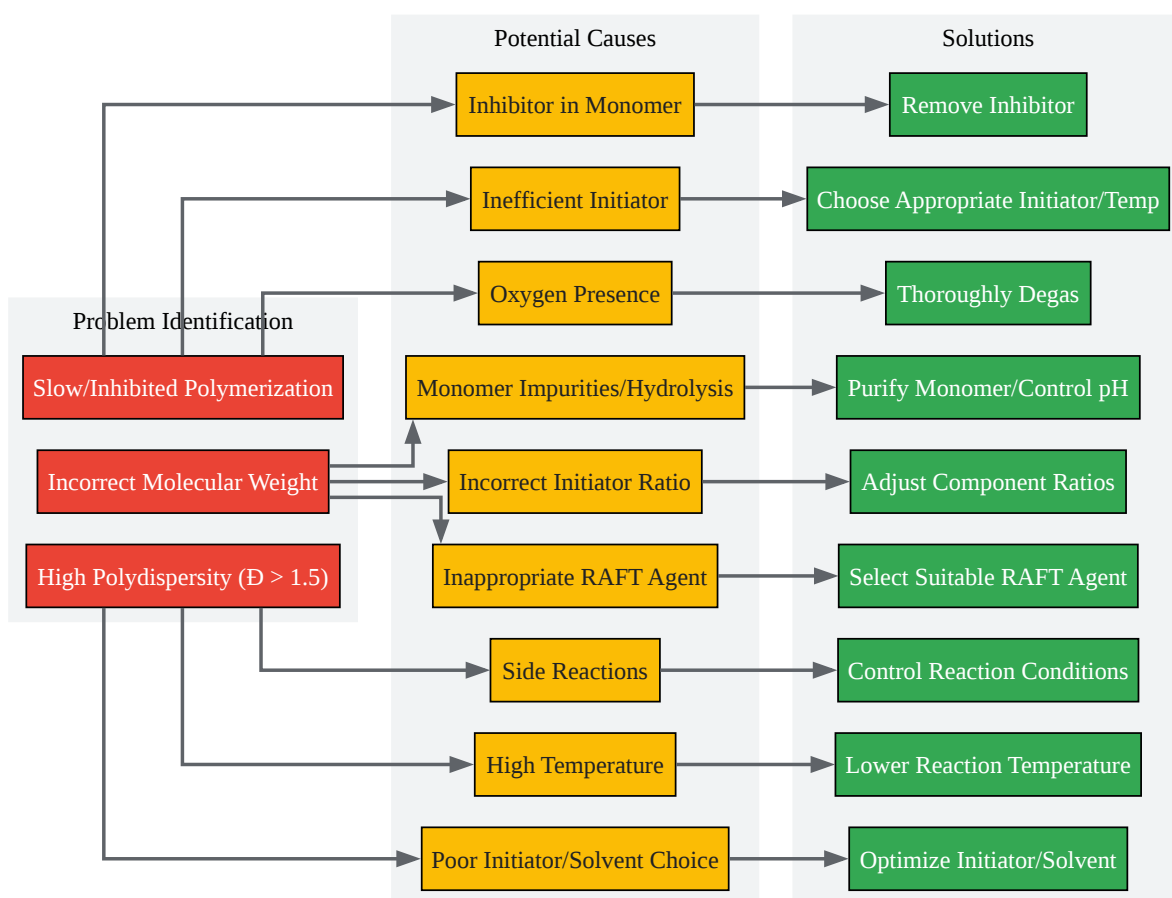 Potential Causes
Solutions
Inhibitor in Monomer
Remove Inhibitor
Inefficient Initiator
Choose Appropriate Initiator/Temp
Oxygen Presence
Thoroughly Degas
Problem Identification
Slow/Inhibited Polymerization
Monomer Impurities/Hydrolysis
Purify Monomer/Control pH
Incorrect Molecular Weight
Incorrect Initiator Ratio
Adjust Component Ratios
High Polydispersity (Đ > 1.5)
Inappropriate RAFT Agent
Select Suitable RAFT Agent
Side Reactions
Control Reaction Conditions
High Temperature
Lower Reaction Temperature
Poor Initiator/Solvent Choice
Optimize Initiator/Solvent